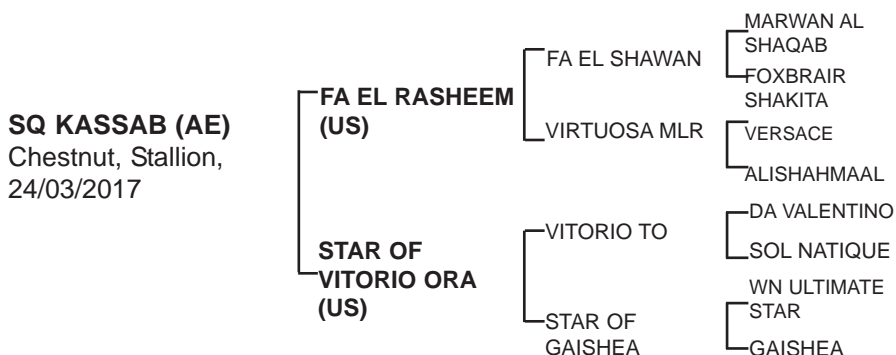 SQ KASSAB (AE)
Chestnut, Stallion,
24/03/2017
FA EL RASHEEM
(US)
STAR OF
VITORIO ORA
(US)
FA EL SHAWAN
VIRTUOSA MLR
VITORIO TO
STAR OF
GAISHEA
MARWAN AL
SHAQAB
FOXBRAIR
SHAKITA
VERSACE
ALISHAHMAAL
DA VALENTINO
SOL NATIQUE
WN ULTIMATE
STAR
GAISHEA